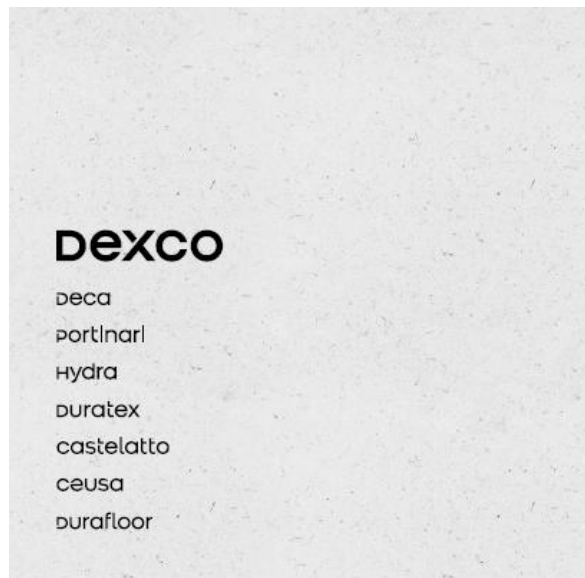 Dexco
Deca
Portinari
Hydra
Duratex
castelatto
ceusa
Durafloor